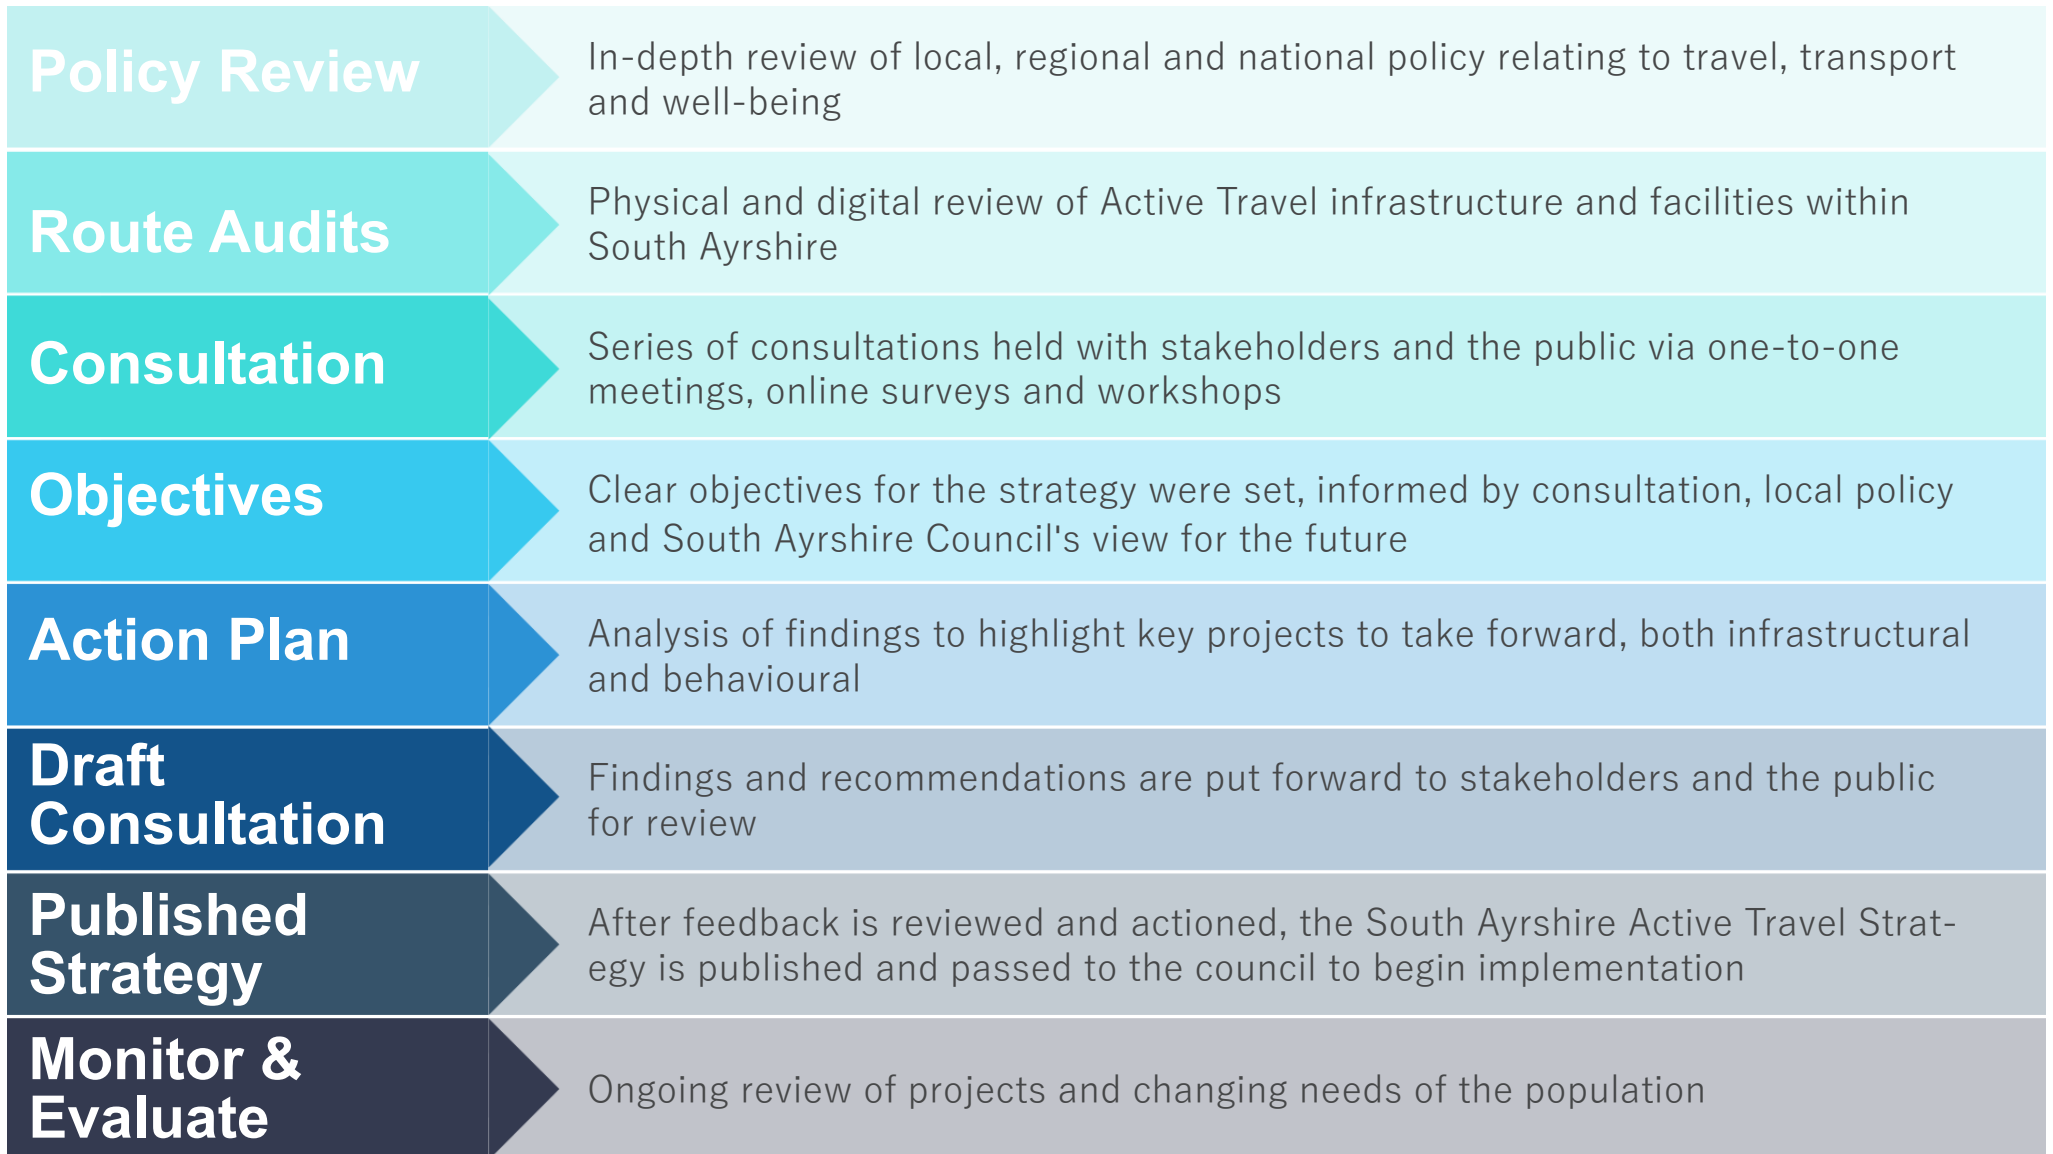 Policy Review
In-depth review of local, regional and national policy relating to travel, transport
and well-being
Route Audits
Physical and digital review of Active Travel infrastructure and facilities within
South Ayrshire
Consultation
Series of consultations held with stakeholders and the public via one-to-one
meetings, online surveys and workshops
Objectives
Clear objectives for the strategy were set, informed by consultation, local policy
and South Ayrshire Council's view for the future
Action Plan
Analysis of findings to highlight key projects to take forward, both infrastructural
and behavioural
Draft
Consultation
Findings and recommendations are put forward to stakeholders and the public
for review
Published
Strategy
After feedback is reviewed and actioned, the South Ayrshire Active Travel Strat-
egy is published and passed to the council to begin implementation
Monitor &
Evaluate
Ongoing review of projects and changing needs of the population